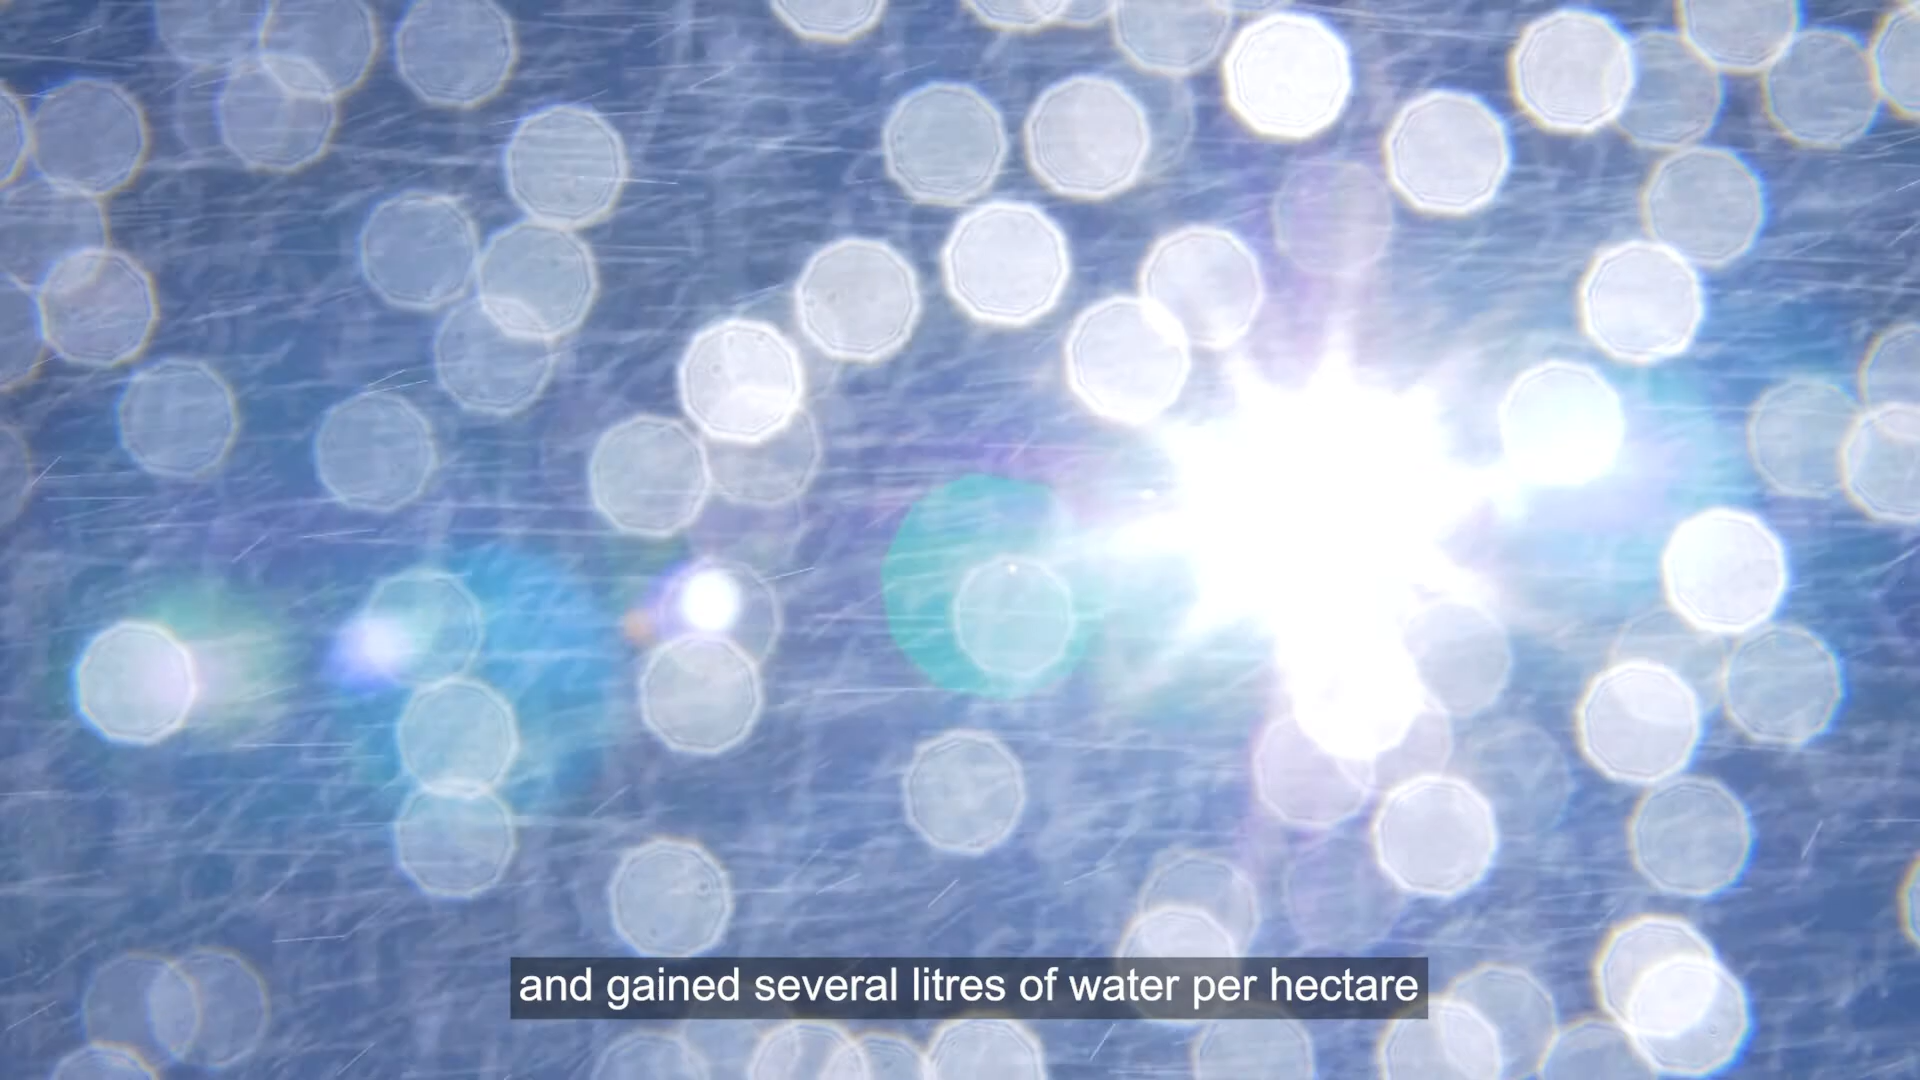 and gained several litres of water per hectare